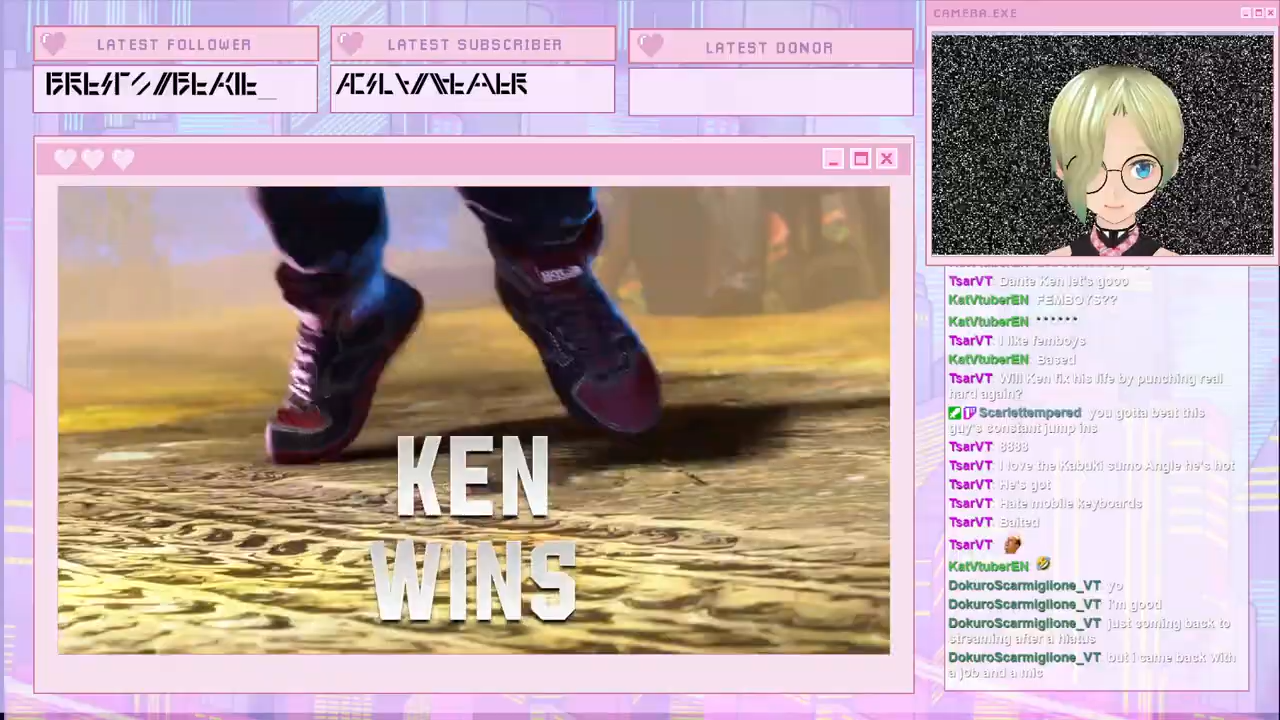 LATEST FOLLOWER
LATEST SUBSCRIBER
LATEST DONOR
CAMERA.EXE
KEN
WINS
TsarVT Dante Ken let's gooo
KatVtuberEN FEMBOYS??
KatVtuberEN ••••••
TsarVT I like femboys
KatVtuberEN Based
TsarVT Will Ken fix his life by punching real
hard again?
Scarlettempered you gotta beat this
guy's constant jump ins
TsarVT 8888
TsarVT I love the Kabuki sumo Angle he's hot
TsarVT He's got
TsarVT Hate mobile keyboards
TsarVT Baited
TsarVT
KatVtuberEN 🤣
DokuroScarmiglione_VT yo
DokuroScarmiglione_VT i'm good
DokuroScarmiglione_VT just coming back to
streaming after a hiatus
DokuroScarmiglione_VT but i came back with
a job and a mic